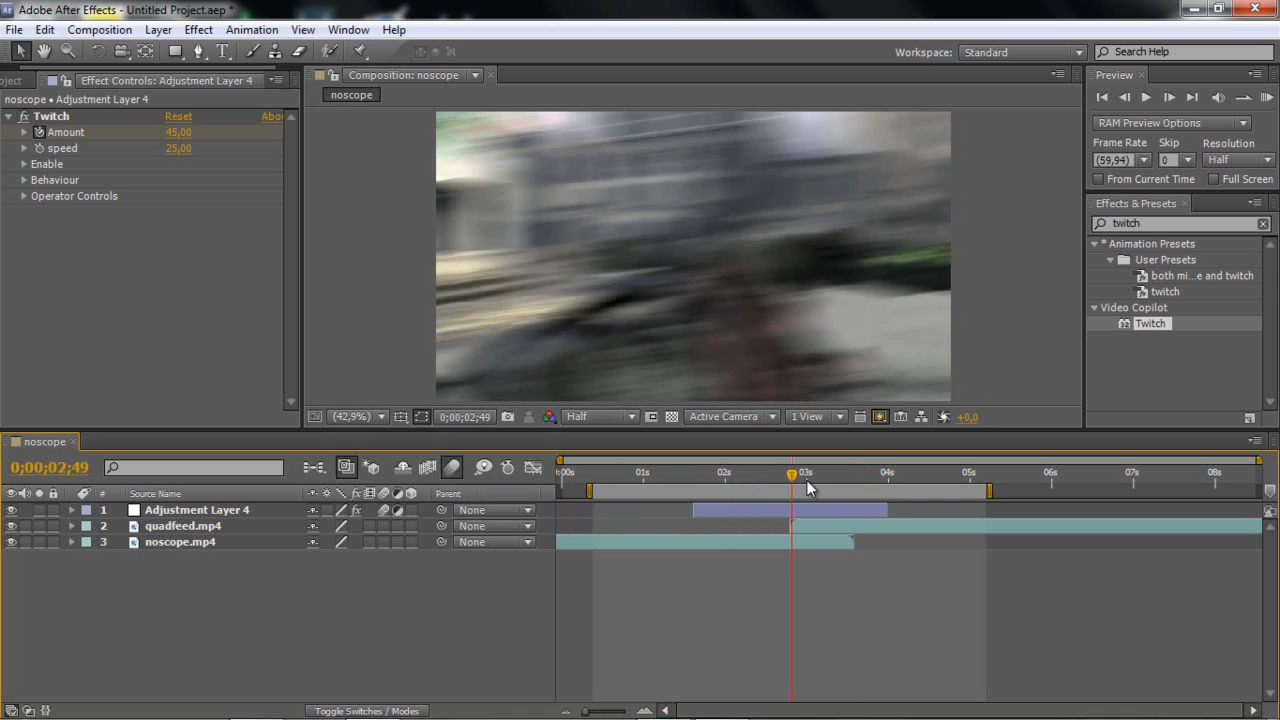 Adobe After Effects - Untitled Project.aep *
File Edit Composition Layer Effect Animation View Window Help
Workspace: Standard Search Help
oject Effect Controls: Adjustment Layer 4
noscope • Adjustment Layer 4
fx Twitch Reset Abou
Amount 45,00
speed 25,00
Enable
Behaviour
Operator Controls
Composition: noscope
noscope
(42,9%) 0;00;02;49 Half Active Camera 1 View +0,0
Preview
RAM Preview Options
Frame Rate Skip Resolution
(59,94) 0 Half
From Current Time Full Screen
Effects & Presets
twitch
* Animation Presets
User Presets
both mi...e and twitch
twitch
Video Copilot
32 Twitch
noscope
0;00;02;49
:00s 01s 02s 03s 04s 05s 06s 07s 08s
# Source Name fx Parent
1 Adjustment Layer 4 fx None
2 quadfeed.mp4 None
3 noscope.mp4 None
Toggle Switches / Modes